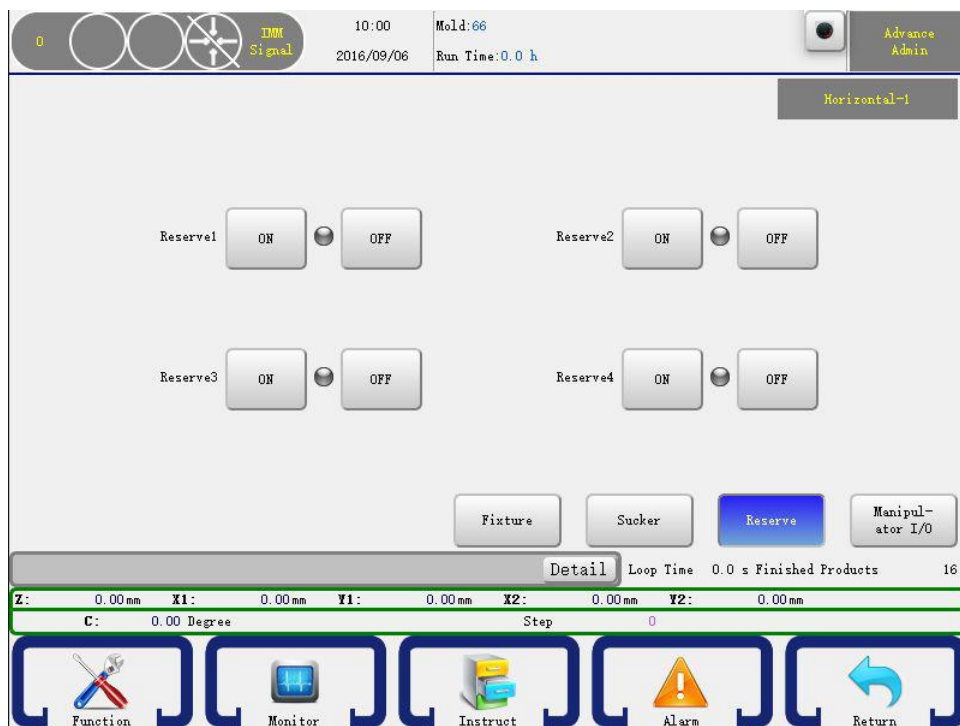 0
IMM
Signal
10:00
2016/09/06
Mold:66
Run Time:0.0 h
Advance
Admin
Horizontal-1
Reserve1 ON OFF Reserve2 ON OFF
Reserve3 ON OFF Reserve4 ON OFF
Fixture Sucker Reserve Manipul-
ator I/O
Detail Loop Time 0.0 s Finished Products 16
Z: 0.00mm X1: 0.00mm Y1: 0.00mm X2: 0.00mm Y2: 0.00mm
C: 0.00 Degree Step 0
Function Monitor Instruct Alarm Return